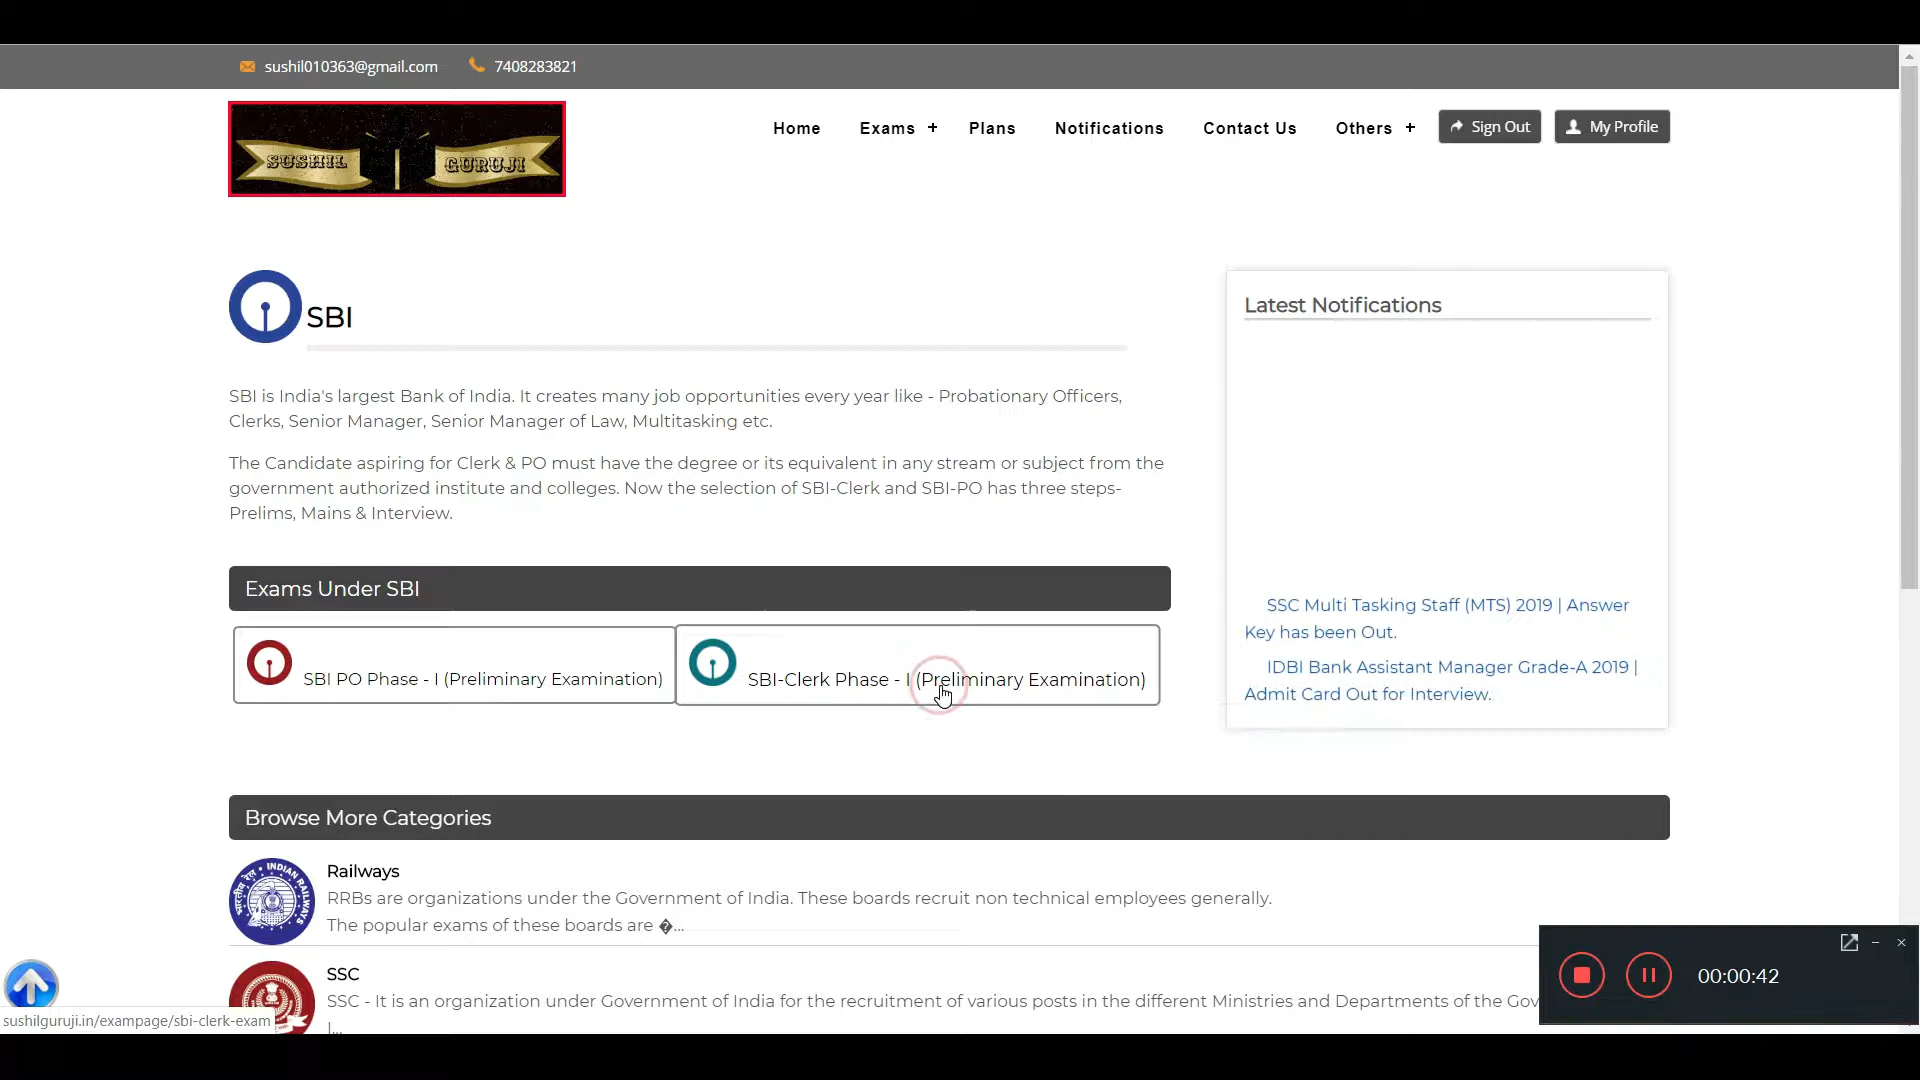 sushil010363@gmail.com 7408283821
SUSHIL GURUJI
Home Exams + Plans Notifications Contact Us Others + Sign Out My Profile
SBI
Latest Notifications
SBI is India's largest Bank of India. It creates many job opportunities every year like - Probationary Officers,
Clerks, Senior Manager, Senior Manager of Law, Multitasking etc.
The Candidate aspiring for Clerk & PO must have the degree or its equivalent in any stream or subject from the
government authorized institute and colleges. Now the selection of SBI-Clerk and SBI-PO has three steps-
Prelims, Mains & Interview.
Exams Under SBI
SBI PO Phase - I (Preliminary Examination)
SBI-Clerk Phase - I (Preliminary Examination)
SSC Multi Tasking Staff (MTS) 2019 | Answer
Key has been Out.
IDBI Bank Assistant Manager Grade-A 2019 |
Admit Card Out for Interview.
Browse More Categories
INDIAN RAILWAYS
Railways
RRBs are organizations under the Government of India. These boards recruit non technical employees generally.
The popular exams of these boards are �...
SSC
SSC - It is an organization under Government of India for the recruitment of various posts in the different Ministries and Departments of the Gov
|...
sushilguruji.in/exampage/sbi-clerk-exam
00:00:42